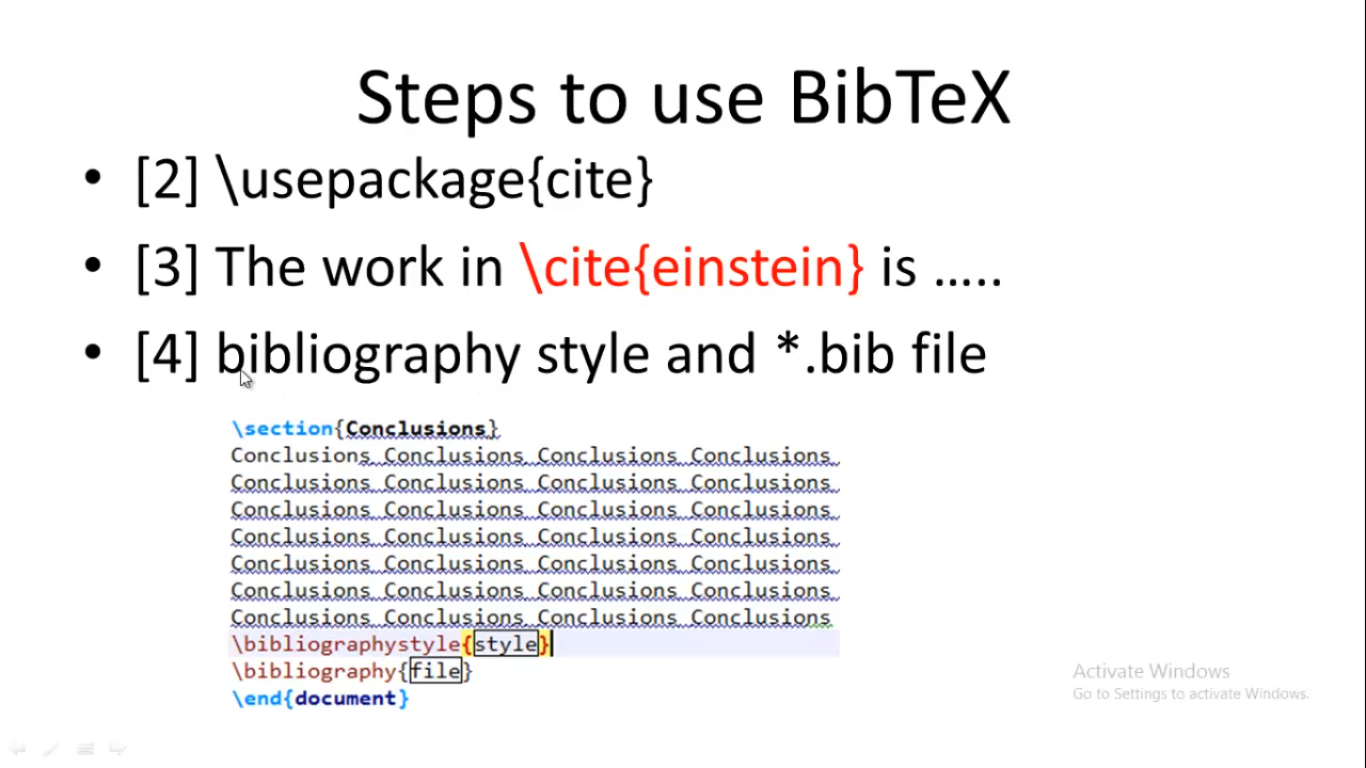 Steps to use BibTeX
• [2] \usepackage{cite}
• [3] The work in \cite{einstein} is …..
• [4] bibliography style and *.bib file
\section{Conclusions}
Conclusions Conclusions Conclusions Conclusions
Conclusions Conclusions Conclusions Conclusions
Conclusions Conclusions Conclusions Conclusions
Conclusions Conclusions Conclusions Conclusions
Conclusions Conclusions Conclusions Conclusions
Conclusions Conclusions Conclusions Conclusions
Conclusions Conclusions Conclusions Conclusions
\bibliographystyle{style}
\bibliography{file}
\end{document}
Activate Windows
Go to Settings to activate Windows.